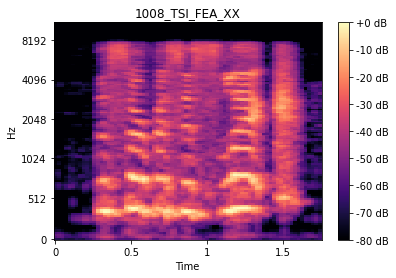 1008_TSI_FEA_XX
Hz
8192
4096
2048
1024
512
0
0
0.5
1
1.5
Time
+0 dB
-10 dB
-20 dB
-30 dB
-40 dB
-50 dB
-60 dB
-70 dB
-80 dB